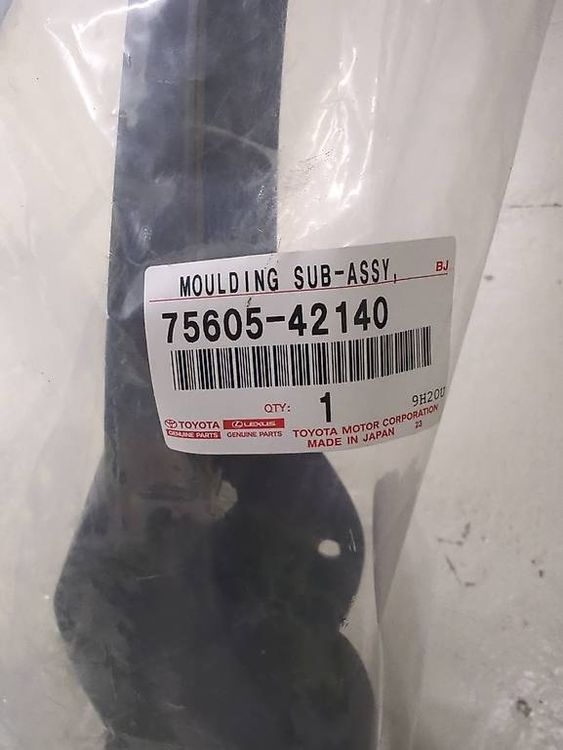 MOULDING SUB-ASSY, BJ
75605-42140
QTY: 1 9H20U
TOYOTA LEXUS TOYOTA MOTOR CORPORATION 23
GENUINE PARTS GENUINE PARTS MADE IN JAPAN